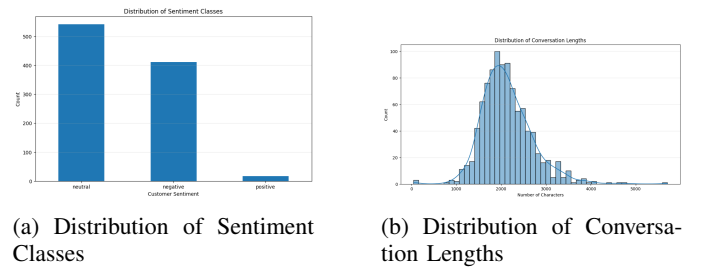 Distribution of Sentiment Classes
500
400
300
200
100
0
Count
neutral
negative
positive
Customer Sentiment
(a) Distribution of Sentiment
Classes
Distribution of Conversation Lengths
100
80
60
40
20
0
Count
0
1000
2000
3000
4000
5000
Number of Characters
(b) Distribution of Conversa-
tion Lengths